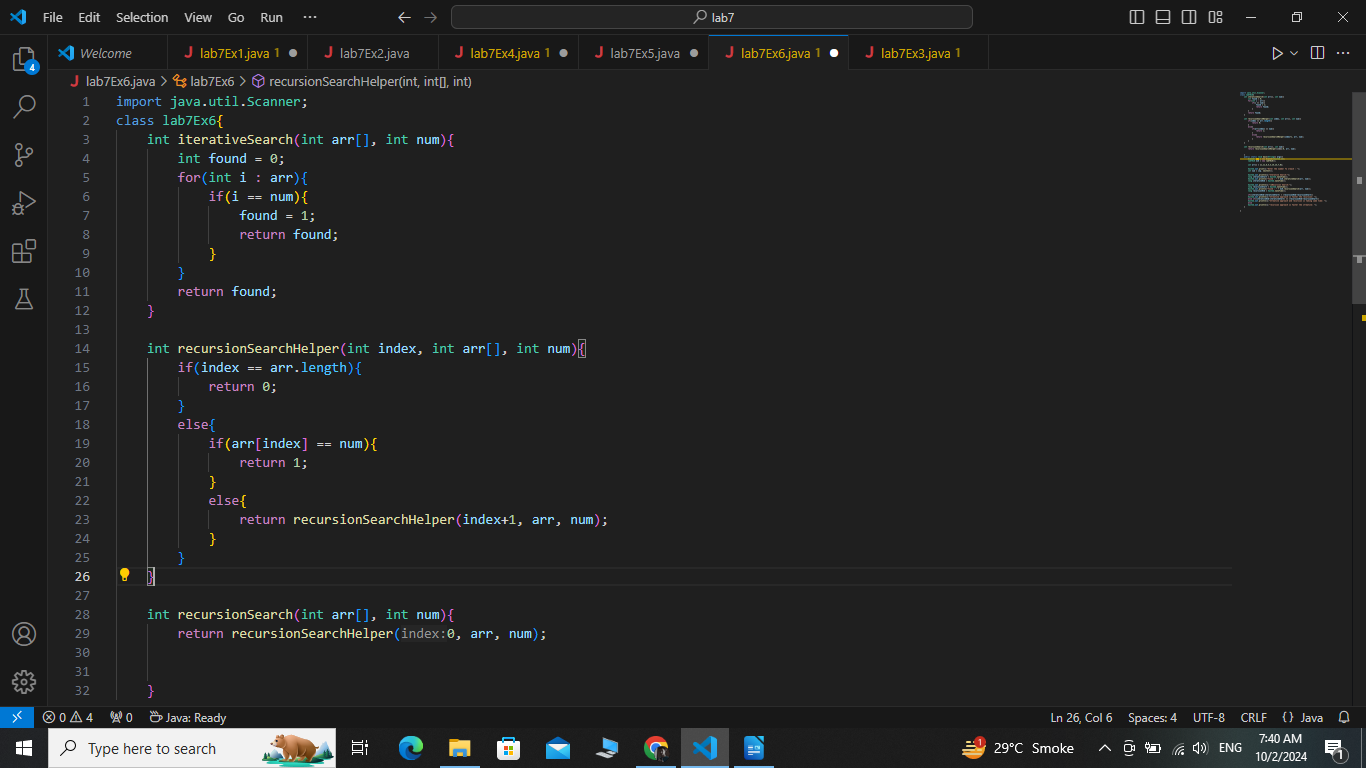 File Edit Selection View Go Run ··· lab7
Welcome lab7Ex1.java 1 lab7Ex2.java lab7Ex4.java 1 lab7Ex5.java lab7Ex6.java 1 lab7Ex3.java 1
lab7Ex6.java > lab7Ex6 > recursionSearchHelper(int, int[], int)
4
1 import java.util.Scanner;
2 class lab7Ex6{
3 int iterativeSearch(int arr[], int num){
4 int found = 0;
5 for(int i : arr){
6 if(i == num){
7 found = 1;
8 return found;
9 }
10 }
11 return found;
12 }
13
14 int recursionSearchHelper(int index, int arr[], int num){
15 if(index == arr.length){
16 return 0;
17 }
18 else{
19 if(arr[index] == num){
20 return 1;
21 }
22 else{
23 return recursionSearchHelper(index+1, arr, num);
24 }
25 }
26 }
27
28 int recursionSearch(int arr[], int num){
29 return recursionSearchHelper(index:0, arr, num);
30
31
32 }
0 4 0 Java: Ready Ln 26, Col 6 Spaces: 4 UTF-8 CRLF {} Java
Type here to search 29°C Smoke ENG 7:40 AM
10/2/2024 1